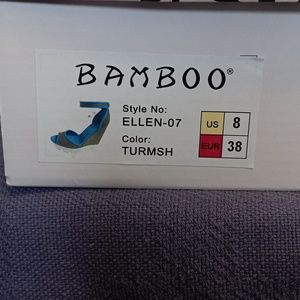 BAMBOO®
Style No:
ELLEN-07
Color:
TURMSH
US 8
EUR 38